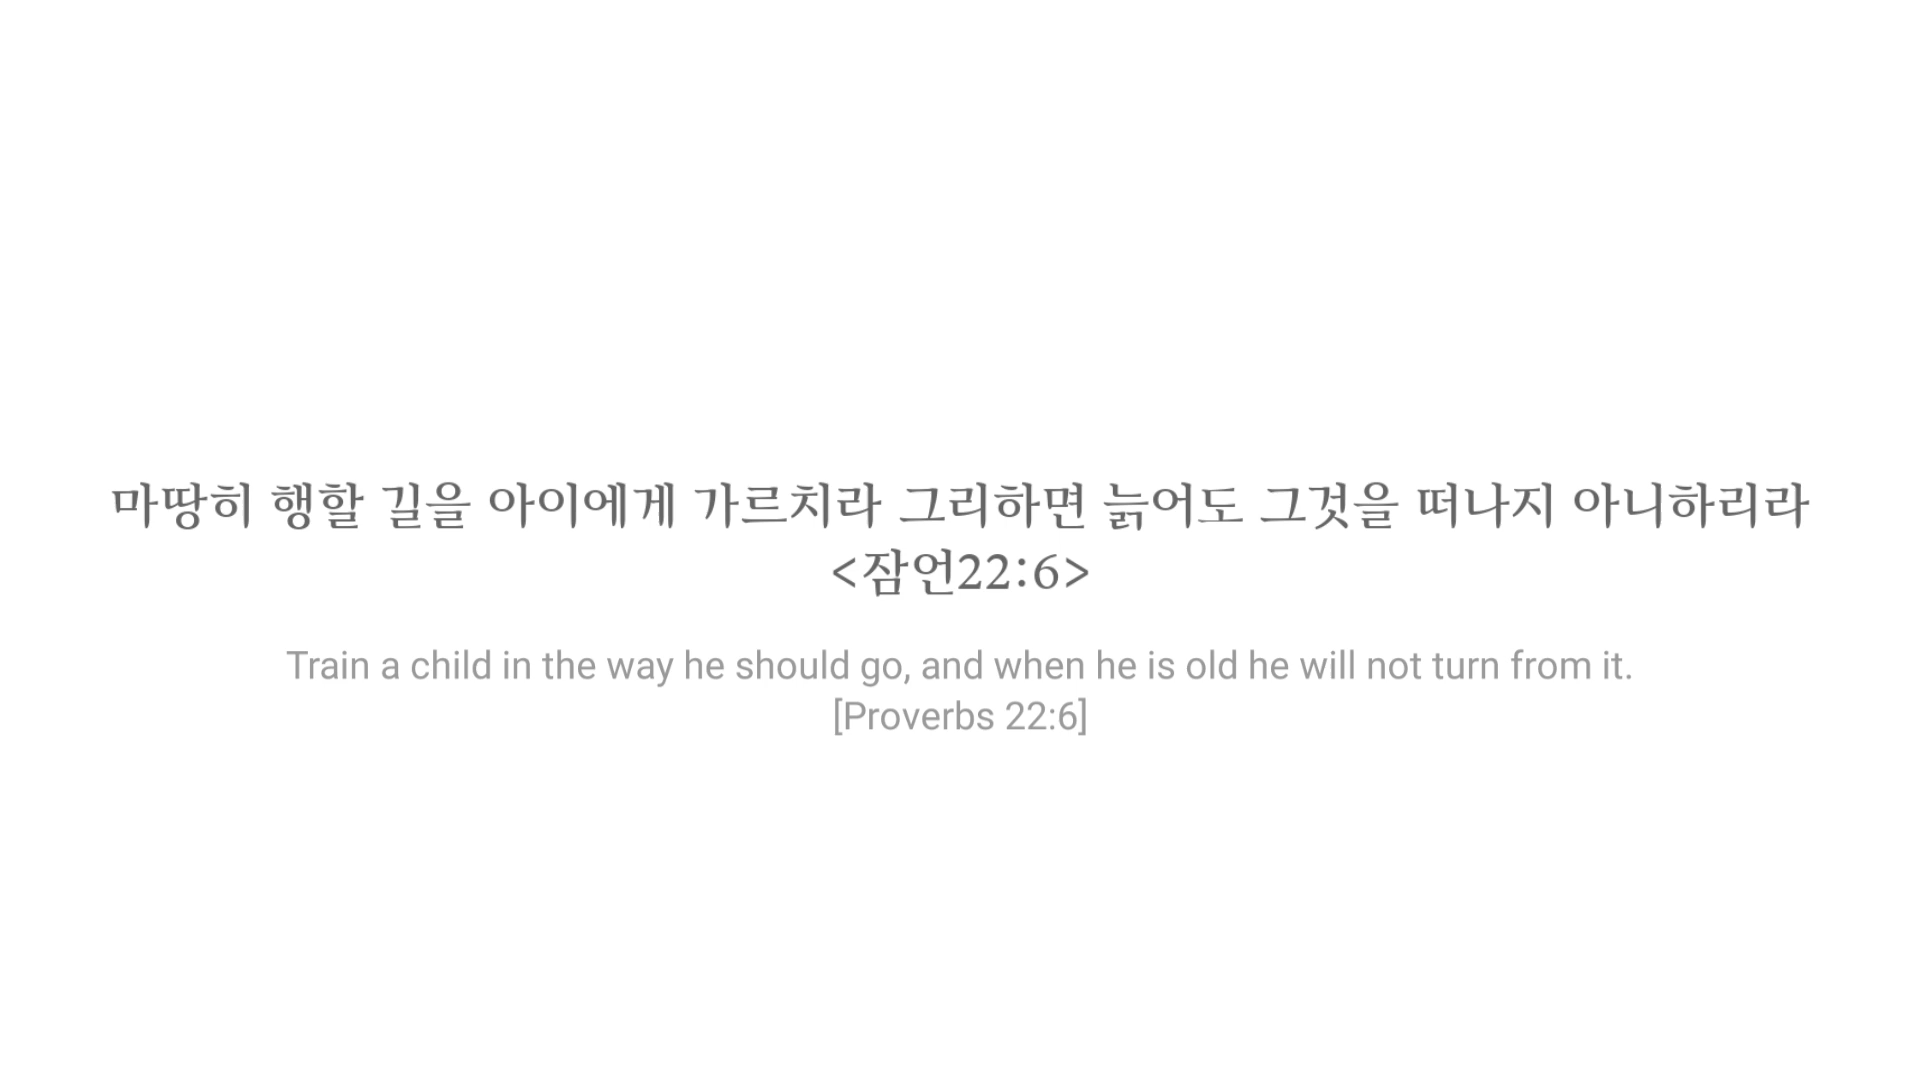 마땅히 행할 길을 아이에게 가르치라 그리하면 늙어도 그것을 떠나지 아니하리라
<잠언22:6>
Train a child in the way he should go, and when he is old he will not turn from it.
[Proverbs 22:6]